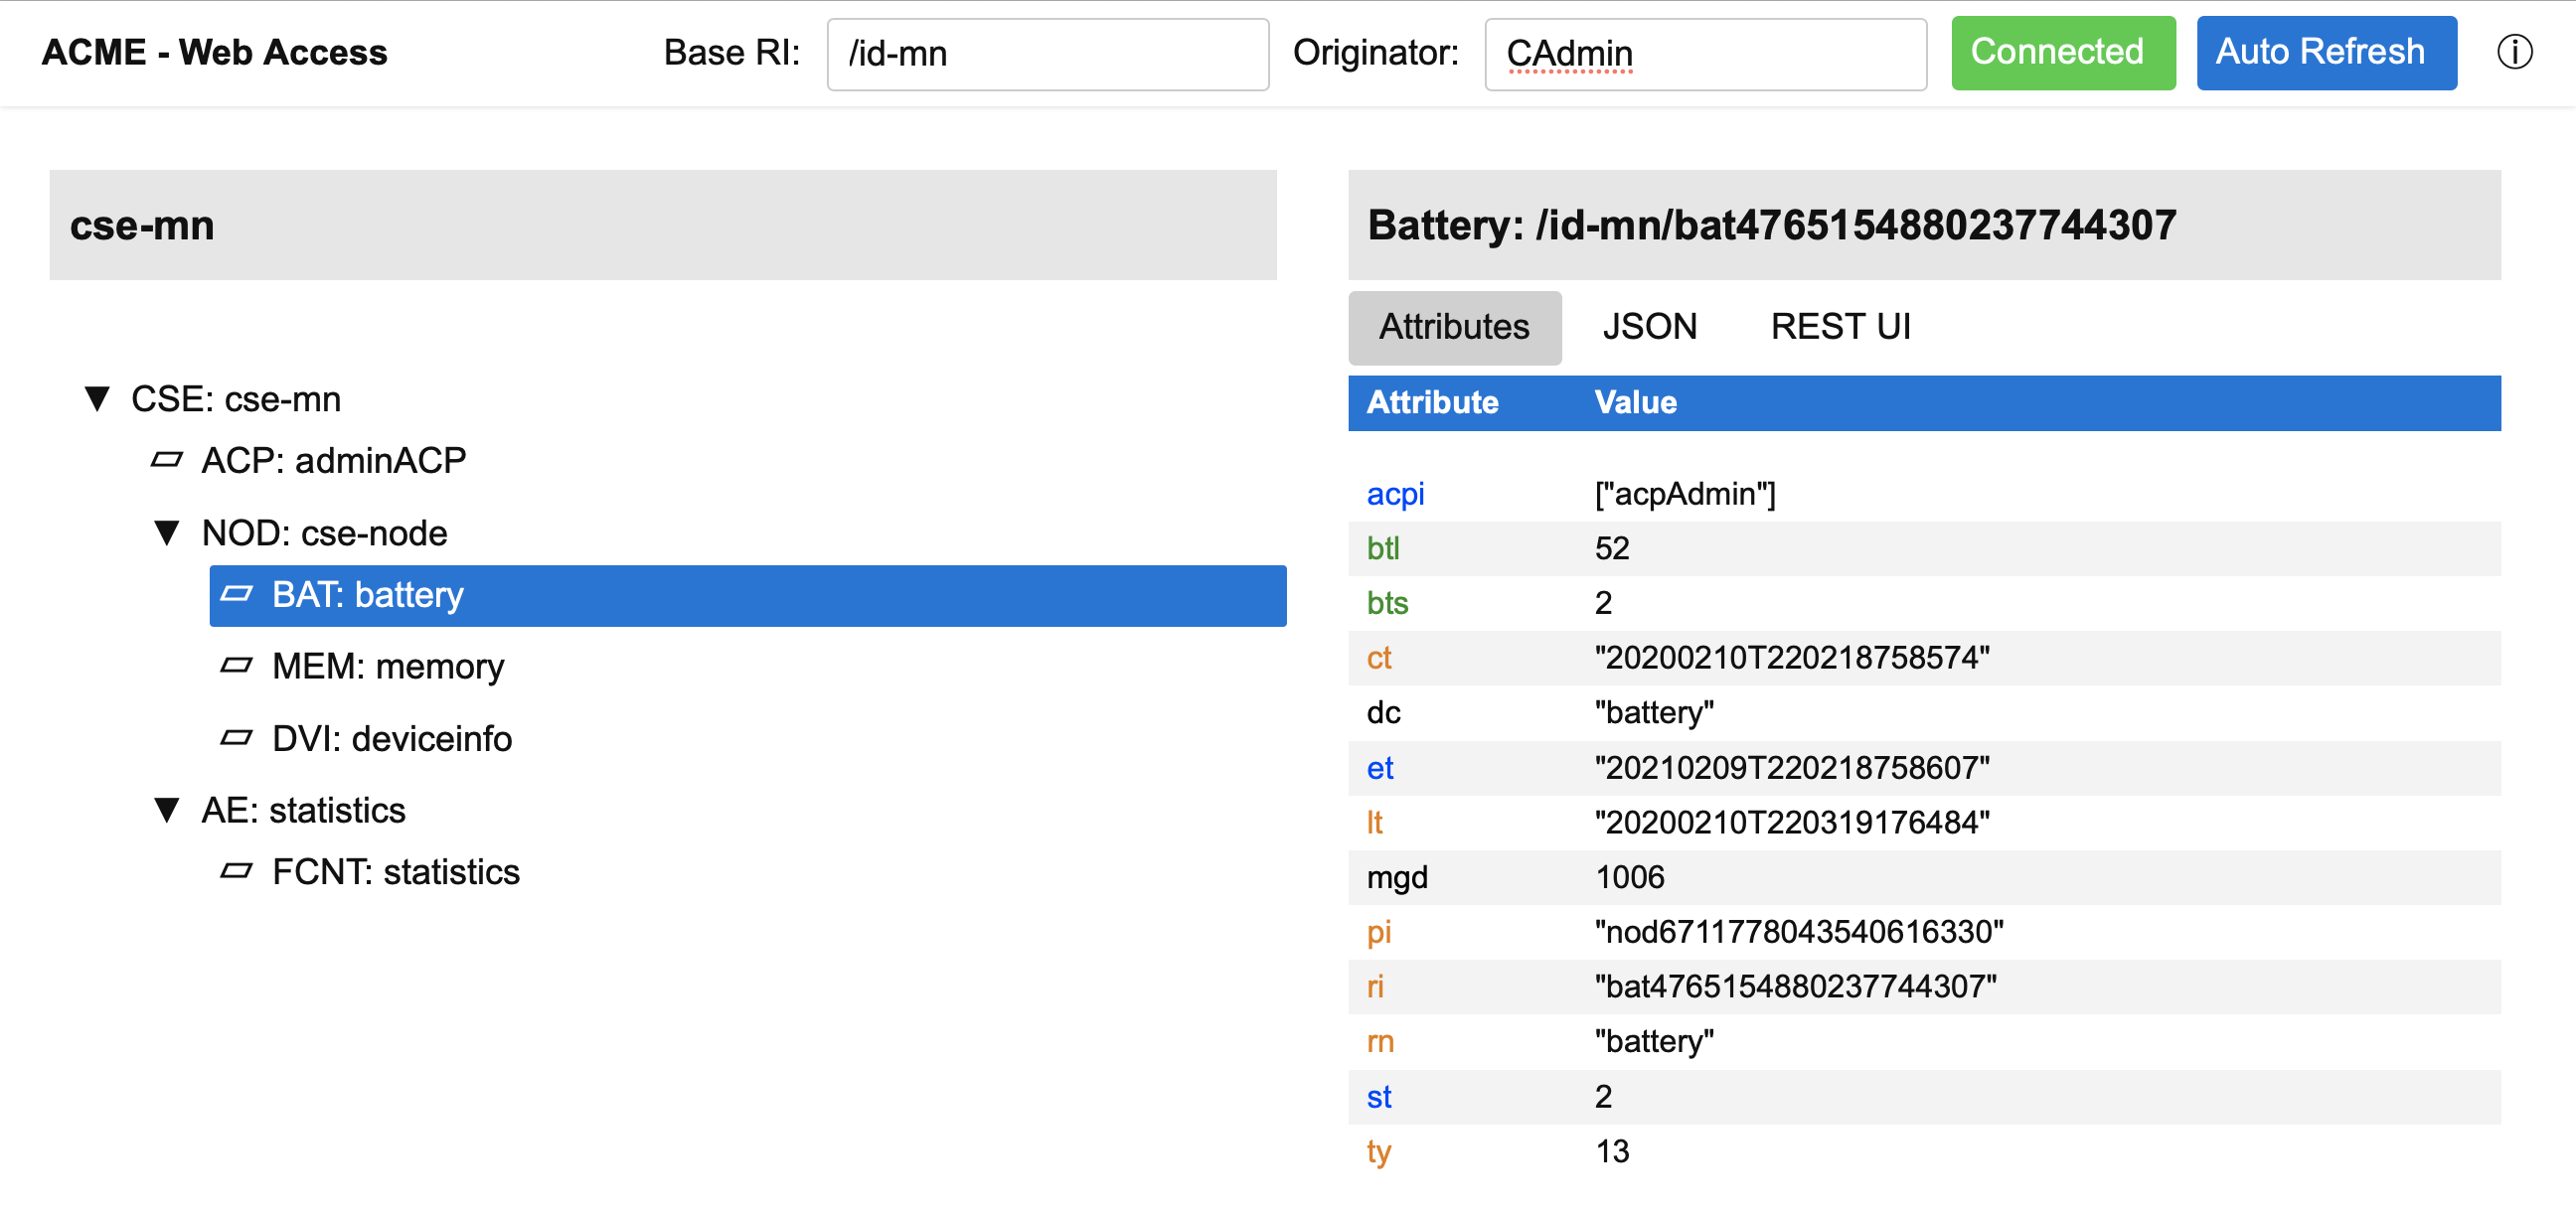 ACME - Web Access Base RI: /id-mn Originator: CAdmin Connected Auto Refresh
cse-mn
CSE: cse-mn
ACP: adminACP
NOD: cse-node
BAT: battery
MEM: memory
DVI: deviceinfo
AE: statistics
FCNT: statistics
Battery: /id-mn/bat4765154880237744307
Attributes JSON REST UI
Attribute Value
acpi ["acpAdmin"]
btl 52
bts 2
ct "20200210T220218758574"
dc "battery"
et "20210209T220218758607"
lt "20200210T220319176484"
mgd 1006
pi "nod6711778043540616330"
ri "bat4765154880237744307"
rn "battery"
st 2
ty 13